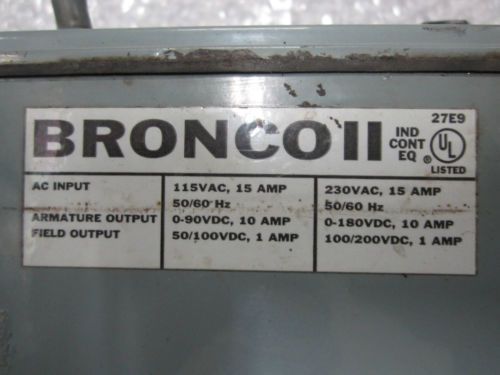 27E9
BRONCO II
IND
CONT
EQ
UL
®
LISTED
AC INPUT 115VAC, 15 AMP 230VAC, 15 AMP
50/60 Hz 50/60 Hz
ARMATURE OUTPUT 0-90VDC, 10 AMP 0-180VDC, 10 AMP
FIELD OUTPUT 50/100VDC, 1 AMP 100/200VDC, 1 AMP